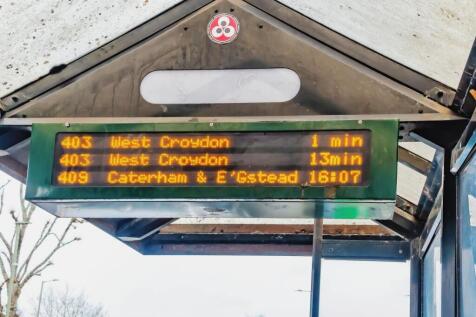 403 West Croydon 1 min
403 West Croydon 13min
409 Caterham & E'Gstead 16:07